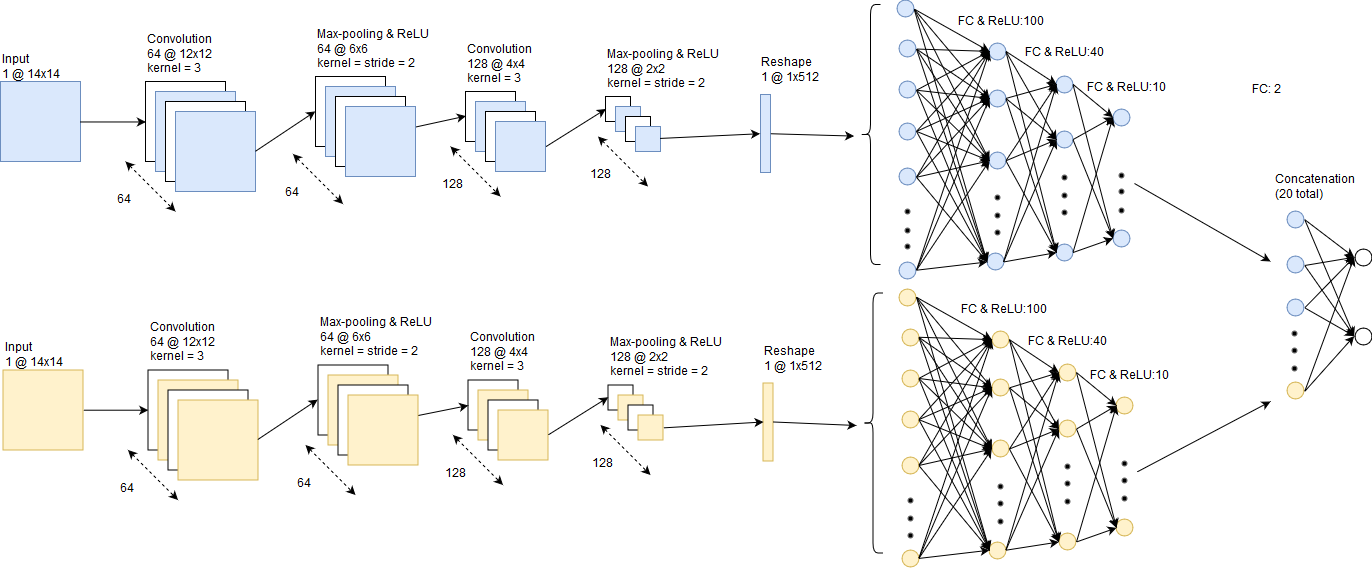 Input
1 @ 14x14
Convolution
64 @ 12x12
kernel = 3
64
Max-pooling & ReLU
64 @ 6x6
kernel = stride = 2
64
Convolution
128 @ 4x4
kernel = 3
128
Max-pooling & ReLU
128 @ 2x2
kernel = stride = 2
128
Reshape
1 @ 1x512
FC & ReLU:100
FC & ReLU:40
FC & ReLU:10
FC: 2
Concatenation
(20 total)
Input
1 @ 14x14
Convolution
64 @ 12x12
kernel = 3
64
Max-pooling & ReLU
64 @ 6x6
kernel = stride = 2
64
Convolution
128 @ 4x4
kernel = 3
128
Max-pooling & ReLU
128 @ 2x2
kernel = stride = 2
128
Reshape
1 @ 1x512
FC & ReLU:100
FC & ReLU:40
FC & ReLU:10